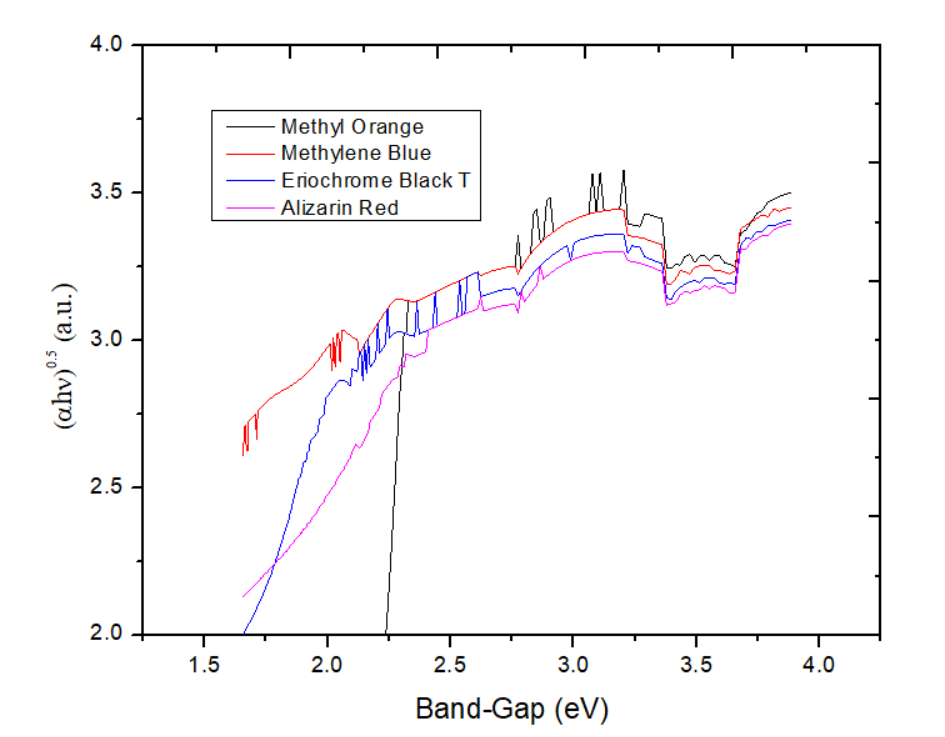 4.0
3.5
3.0
2.5
2.0
(αhν)^0.5 (a.u.)
Methyl Orange
Methylene Blue
Eriochrome Black T
Alizarin Red
1.5 2.0 2.5 3.0 3.5 4.0
Band-Gap (eV)